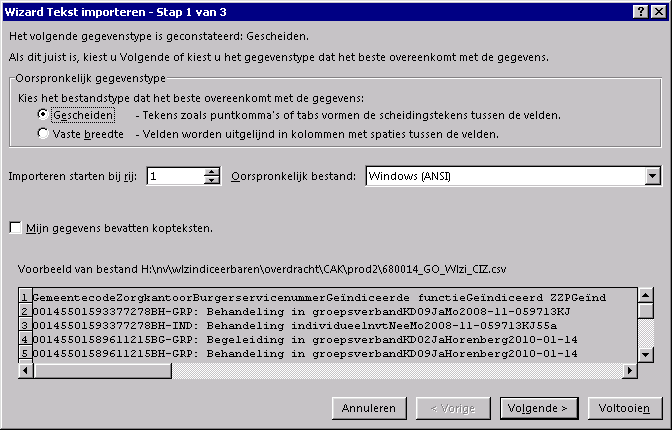 Wizard Tekst importeren - Stap 1 van 3
Het volgende gegevenstype is geconstateerd: Gescheiden.
Als dit juist is, kiest u Volgende of kiest u het gegevenstype dat het beste overeenkomt met de gegevens.
Oorspronkelijk gegevenstype
Kies het bestandstype dat het beste overeenkomt met de gegevens:
Gescheiden - Tekens zoals puntkomma's of tabs vormen de scheidingstekens tussen de velden.
Vaste breedte - Velden worden uitgelijnd in kolommen met spaties tussen de velden.
Importeren starten bij rij: 1 Oorspronkelijk bestand: Windows (ANSI)
Mijn gegevens bevatten kopteksten.
Voorbeeld van bestand H:\nv\wlzindiceerbaren\overdracht\CAK\prod2\680014_GO_Wlzi_CIZ.csv
1 GemeentecodeZorgkantoorBurgerservicenummerGeïndiceerde functieGeïndiceerd ZZPGeïnd
2 00145501593377278BH-GRP: Behandeling in groepsverbandKD09JaMo2008-11-059713KJ
3 00145501593377278BH-IND: Behandeling individueelnvtNeeMo2008-11-059713KJ55a
4 00145501589611215BG-GRP: Begeleiding in groepsverbandKD02JaHorenberg2010-01-14
5 00145501589611215BH-GRP: Behandeling in groepsverbandKD09JaHorenberg2010-01-14
Annuleren < Vorige Volgende > Voltooien